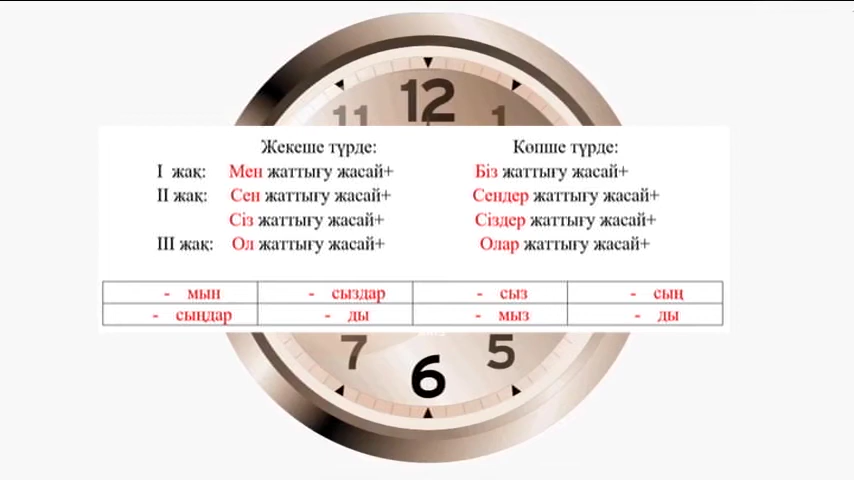 11 12 1
Жекеше түрде: Көпше түрде:
I жақ: Мен жаттығу жасай+ Біз жаттығу жасай+
II жақ: Сен жаттығу жасай+ Сендер жаттығу жасай+
Сіз жаттығу жасай+ Сіздер жаттығу жасай+
III жақ: Ол жаттығу жасай+ Олар жаттығу жасай+
- мын - сыздар - сыз - сың
- сыңдар - ды - мыз - ды
7 6 5